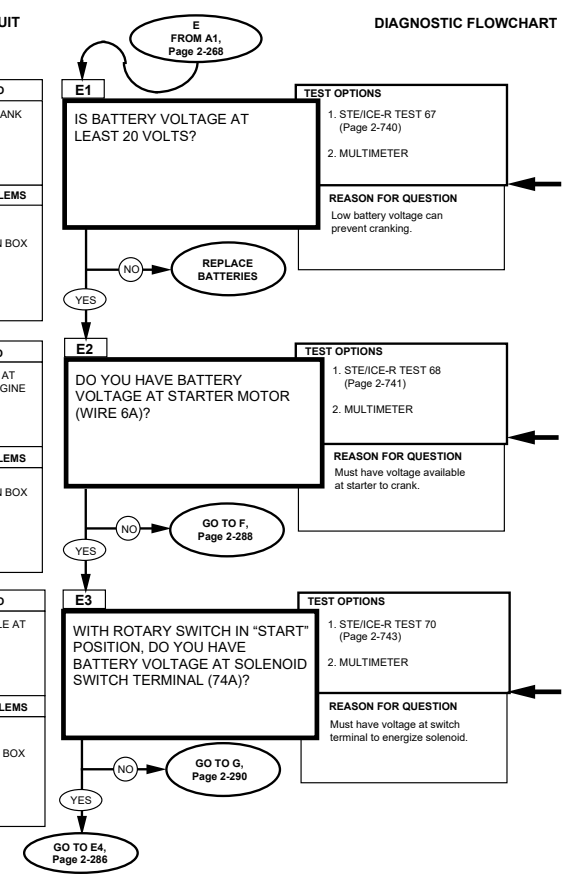 UIT
DIAGNOSTIC FLOWCHART
E
FROM A1,
Page 2-268
E1
IS BATTERY VOLTAGE AT
LEAST 20 VOLTS?
TEST OPTIONS
1. STE/ICE-R TEST 67
(Page 2-740)
2. MULTIMETER
REASON FOR QUESTION
Low battery voltage can
prevent cranking.
NO
REPLACE
BATTERIES
YES
E2
DO YOU HAVE BATTERY
VOLTAGE AT STARTER MOTOR
(WIRE 6A)?
TEST OPTIONS
1. STE/ICE-R TEST 68
(Page 2-741)
2. MULTIMETER
REASON FOR QUESTION
Must have voltage available
at starter to crank.
NO
GO TO F,
Page 2-288
YES
E3
WITH ROTARY SWITCH IN “START”
POSITION, DO YOU HAVE
BATTERY VOLTAGE AT SOLENOID
SWITCH TERMINAL (74A)?
TEST OPTIONS
1. STE/ICE-R TEST 70
(Page 2-743)
2. MULTIMETER
REASON FOR QUESTION
Must have voltage at switch
terminal to energize solenoid.
NO
GO TO G,
Page 2-290
YES
GO TO E4,
Page 2-286
D
ANK
LEMS
N BOX
D
AT
GINE
LEMS
N BOX
D
LE AT
LEMS
BOX